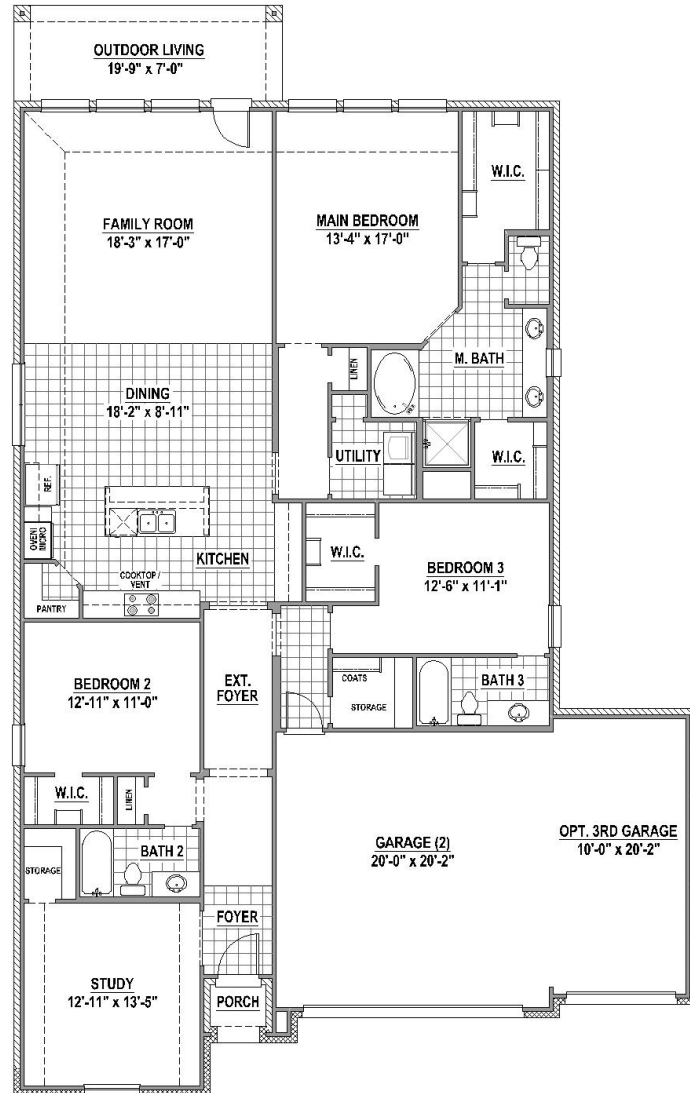 OUTDOOR LIVING
19'-9" x 7'-0"
W.I.C.
FAMILY ROOM
18'-3" x 17'-0"
MAIN BEDROOM
13'-4" x 17'-0"
M. BATH
LINEN
DINING
18'-2" x 8'-11"
UTILITY
W.I.C.
REF.
OVEN/
MICRO
KITCHEN
W.I.C.
BEDROOM 3
12'-6" x 11'-1"
COOKTOP /
VENT
PANTRY
BEDROOM 2
12'-11" x 11'-0"
EXT.
FOYER
COATS
STORAGE
BATH 3
W.I.C.
LINEN
GARAGE (2)
20'-0" x 20'-2"
OPT. 3RD GARAGE
10'-0" x 20'-2"
BATH 2
STORAGE
FOYER
STUDY
12'-11" x 13'-5"
PORCH